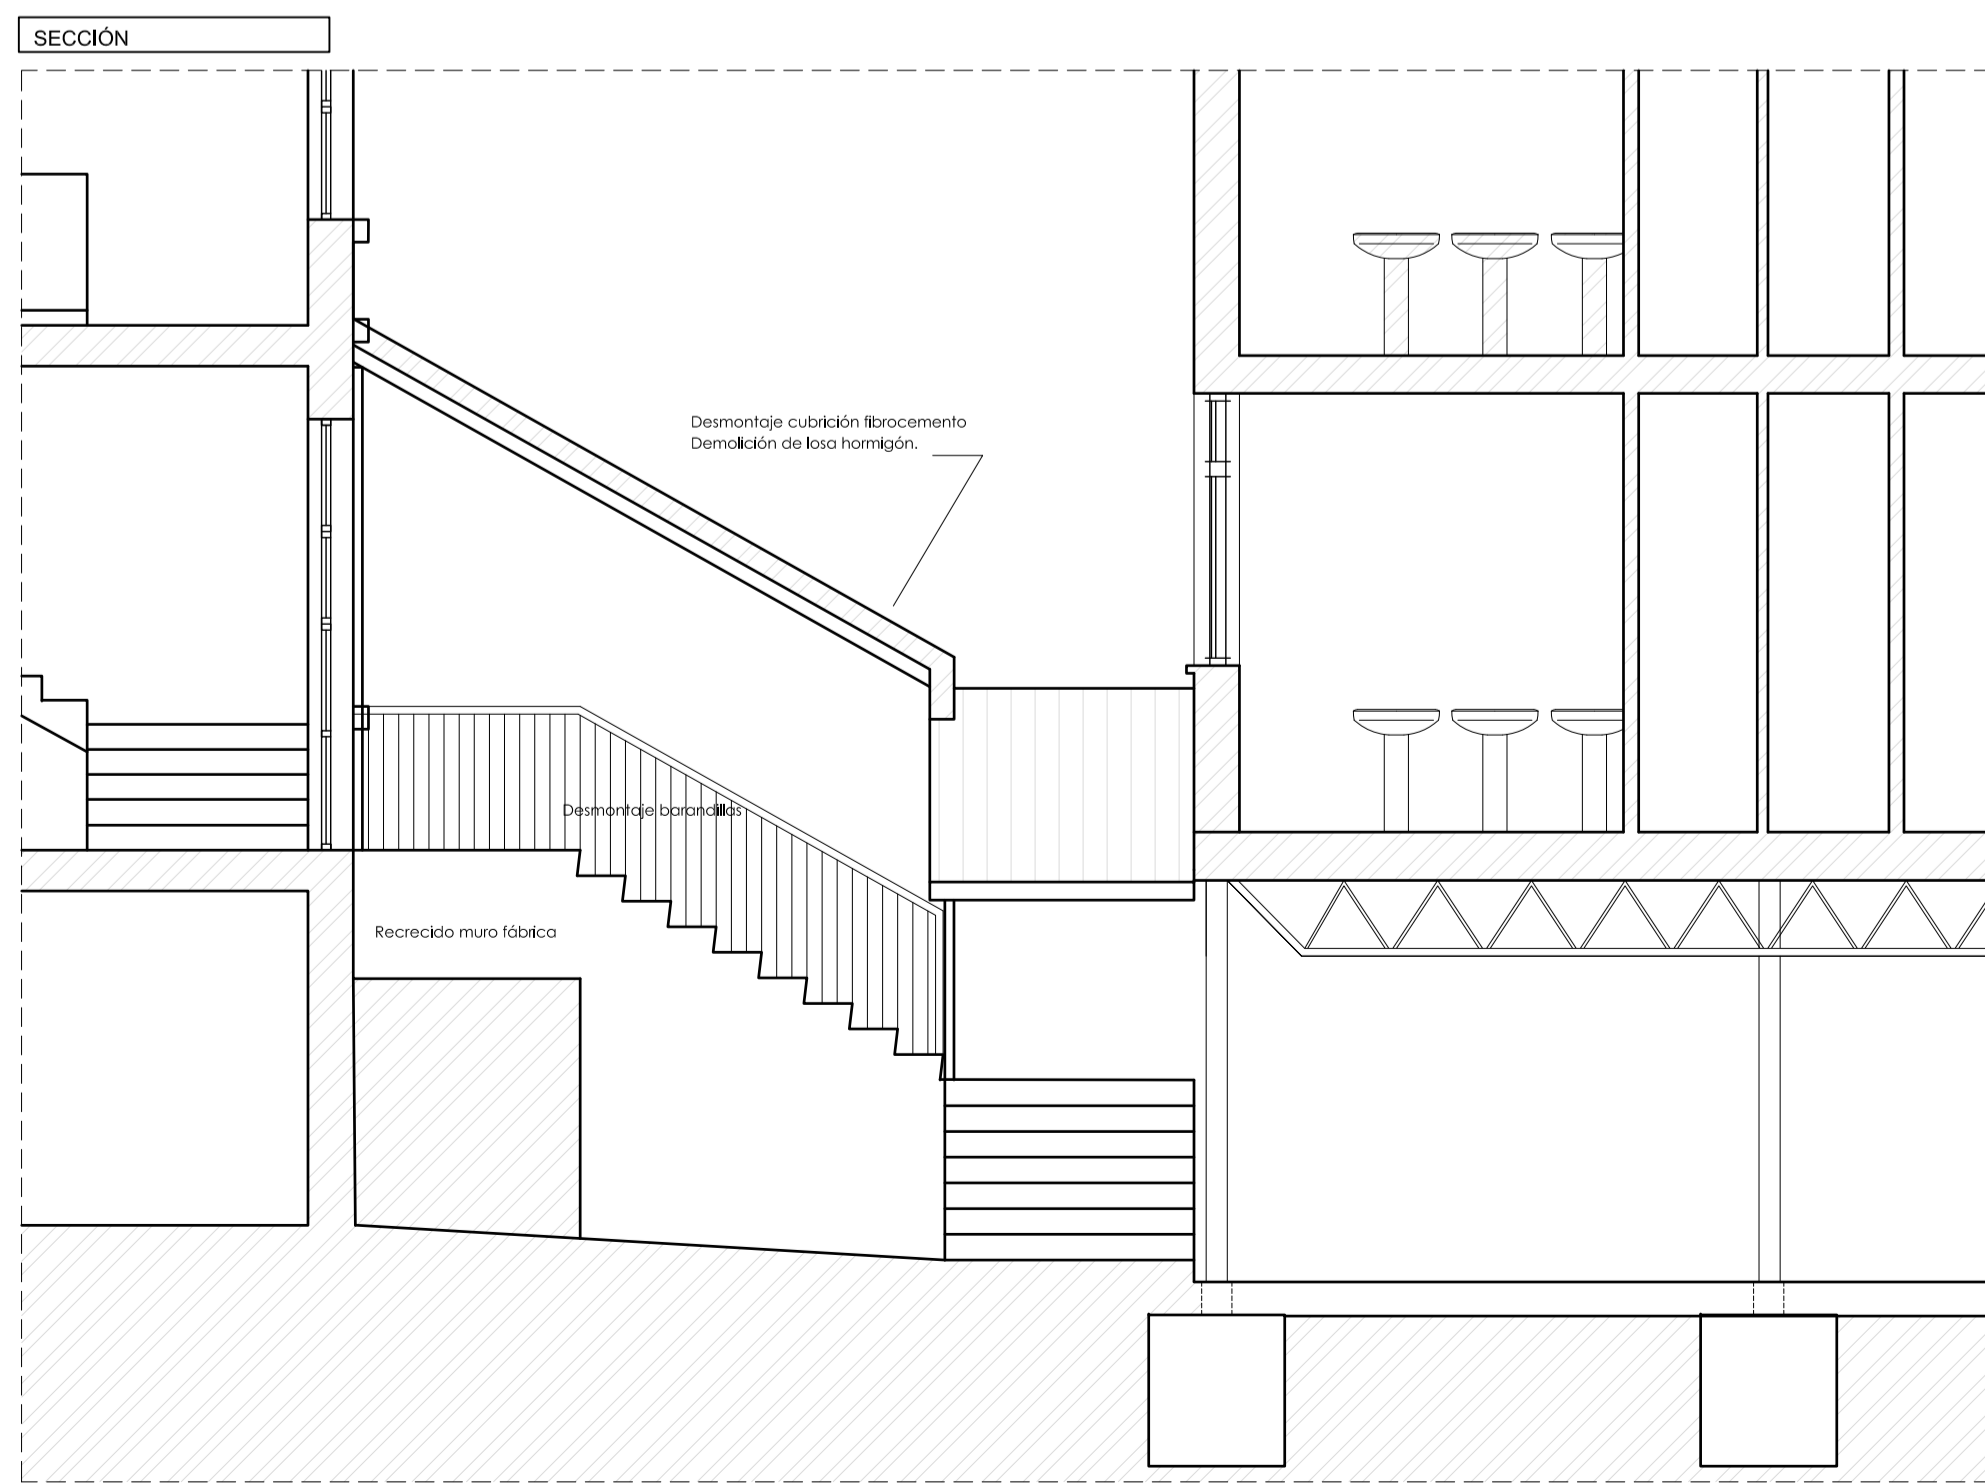 SECCIÓN
Desmontaje cubrición fibrocemento
Demolición de losa hormigón.
Desmontaje barandillas
Recrecido muro fábrica